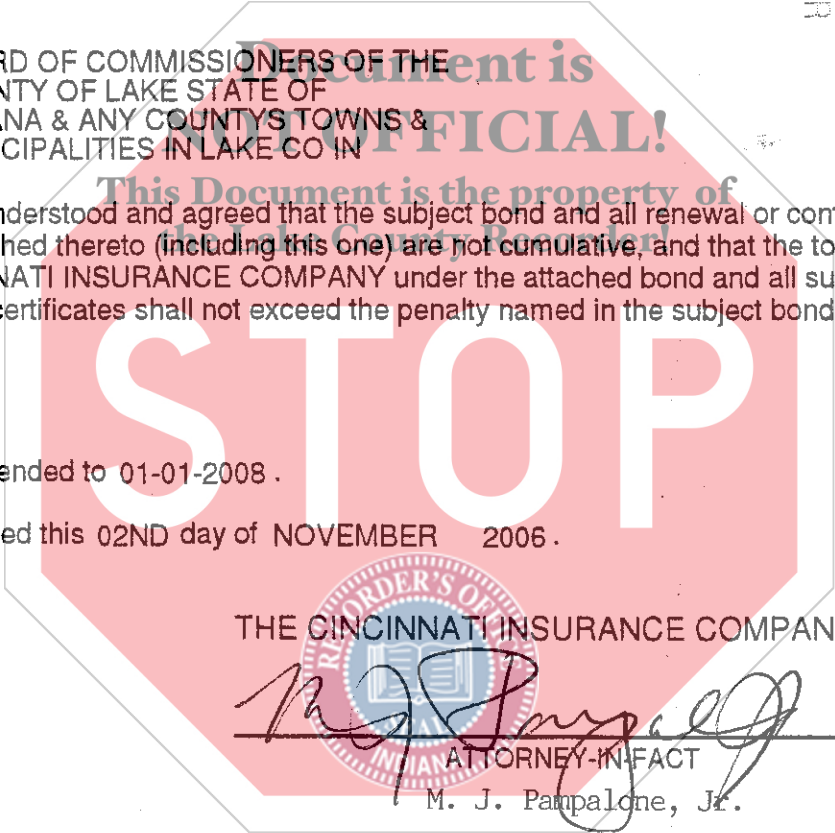 RD OF COMMISSIONERS OF THE
NTY OF LAKE STATE OF
ANA & ANY COUNTYS TOWNS &
CIPALITIES IN LAKE CO IN
Document is
NOT OFFICIAL!
This Document is the property of
the Lake County Recorder!
nderstood and agreed that the subject bond and all renewal or con
hed thereto (including this one) are not cumulative, and that the to
NATI INSURANCE COMPANY under the attached bond and all su
certificates shall not exceed the penalty named in the subject bond
STOP
ended to 01-01-2008.
ed this 02ND day of NOVEMBER 2006.
RECORDER'S OFFICE
INDIANA
THE CINCINNATI INSURANCE COMPAN
ATTORNEY-IN-FACT
M. J. Pampalone, Jr.